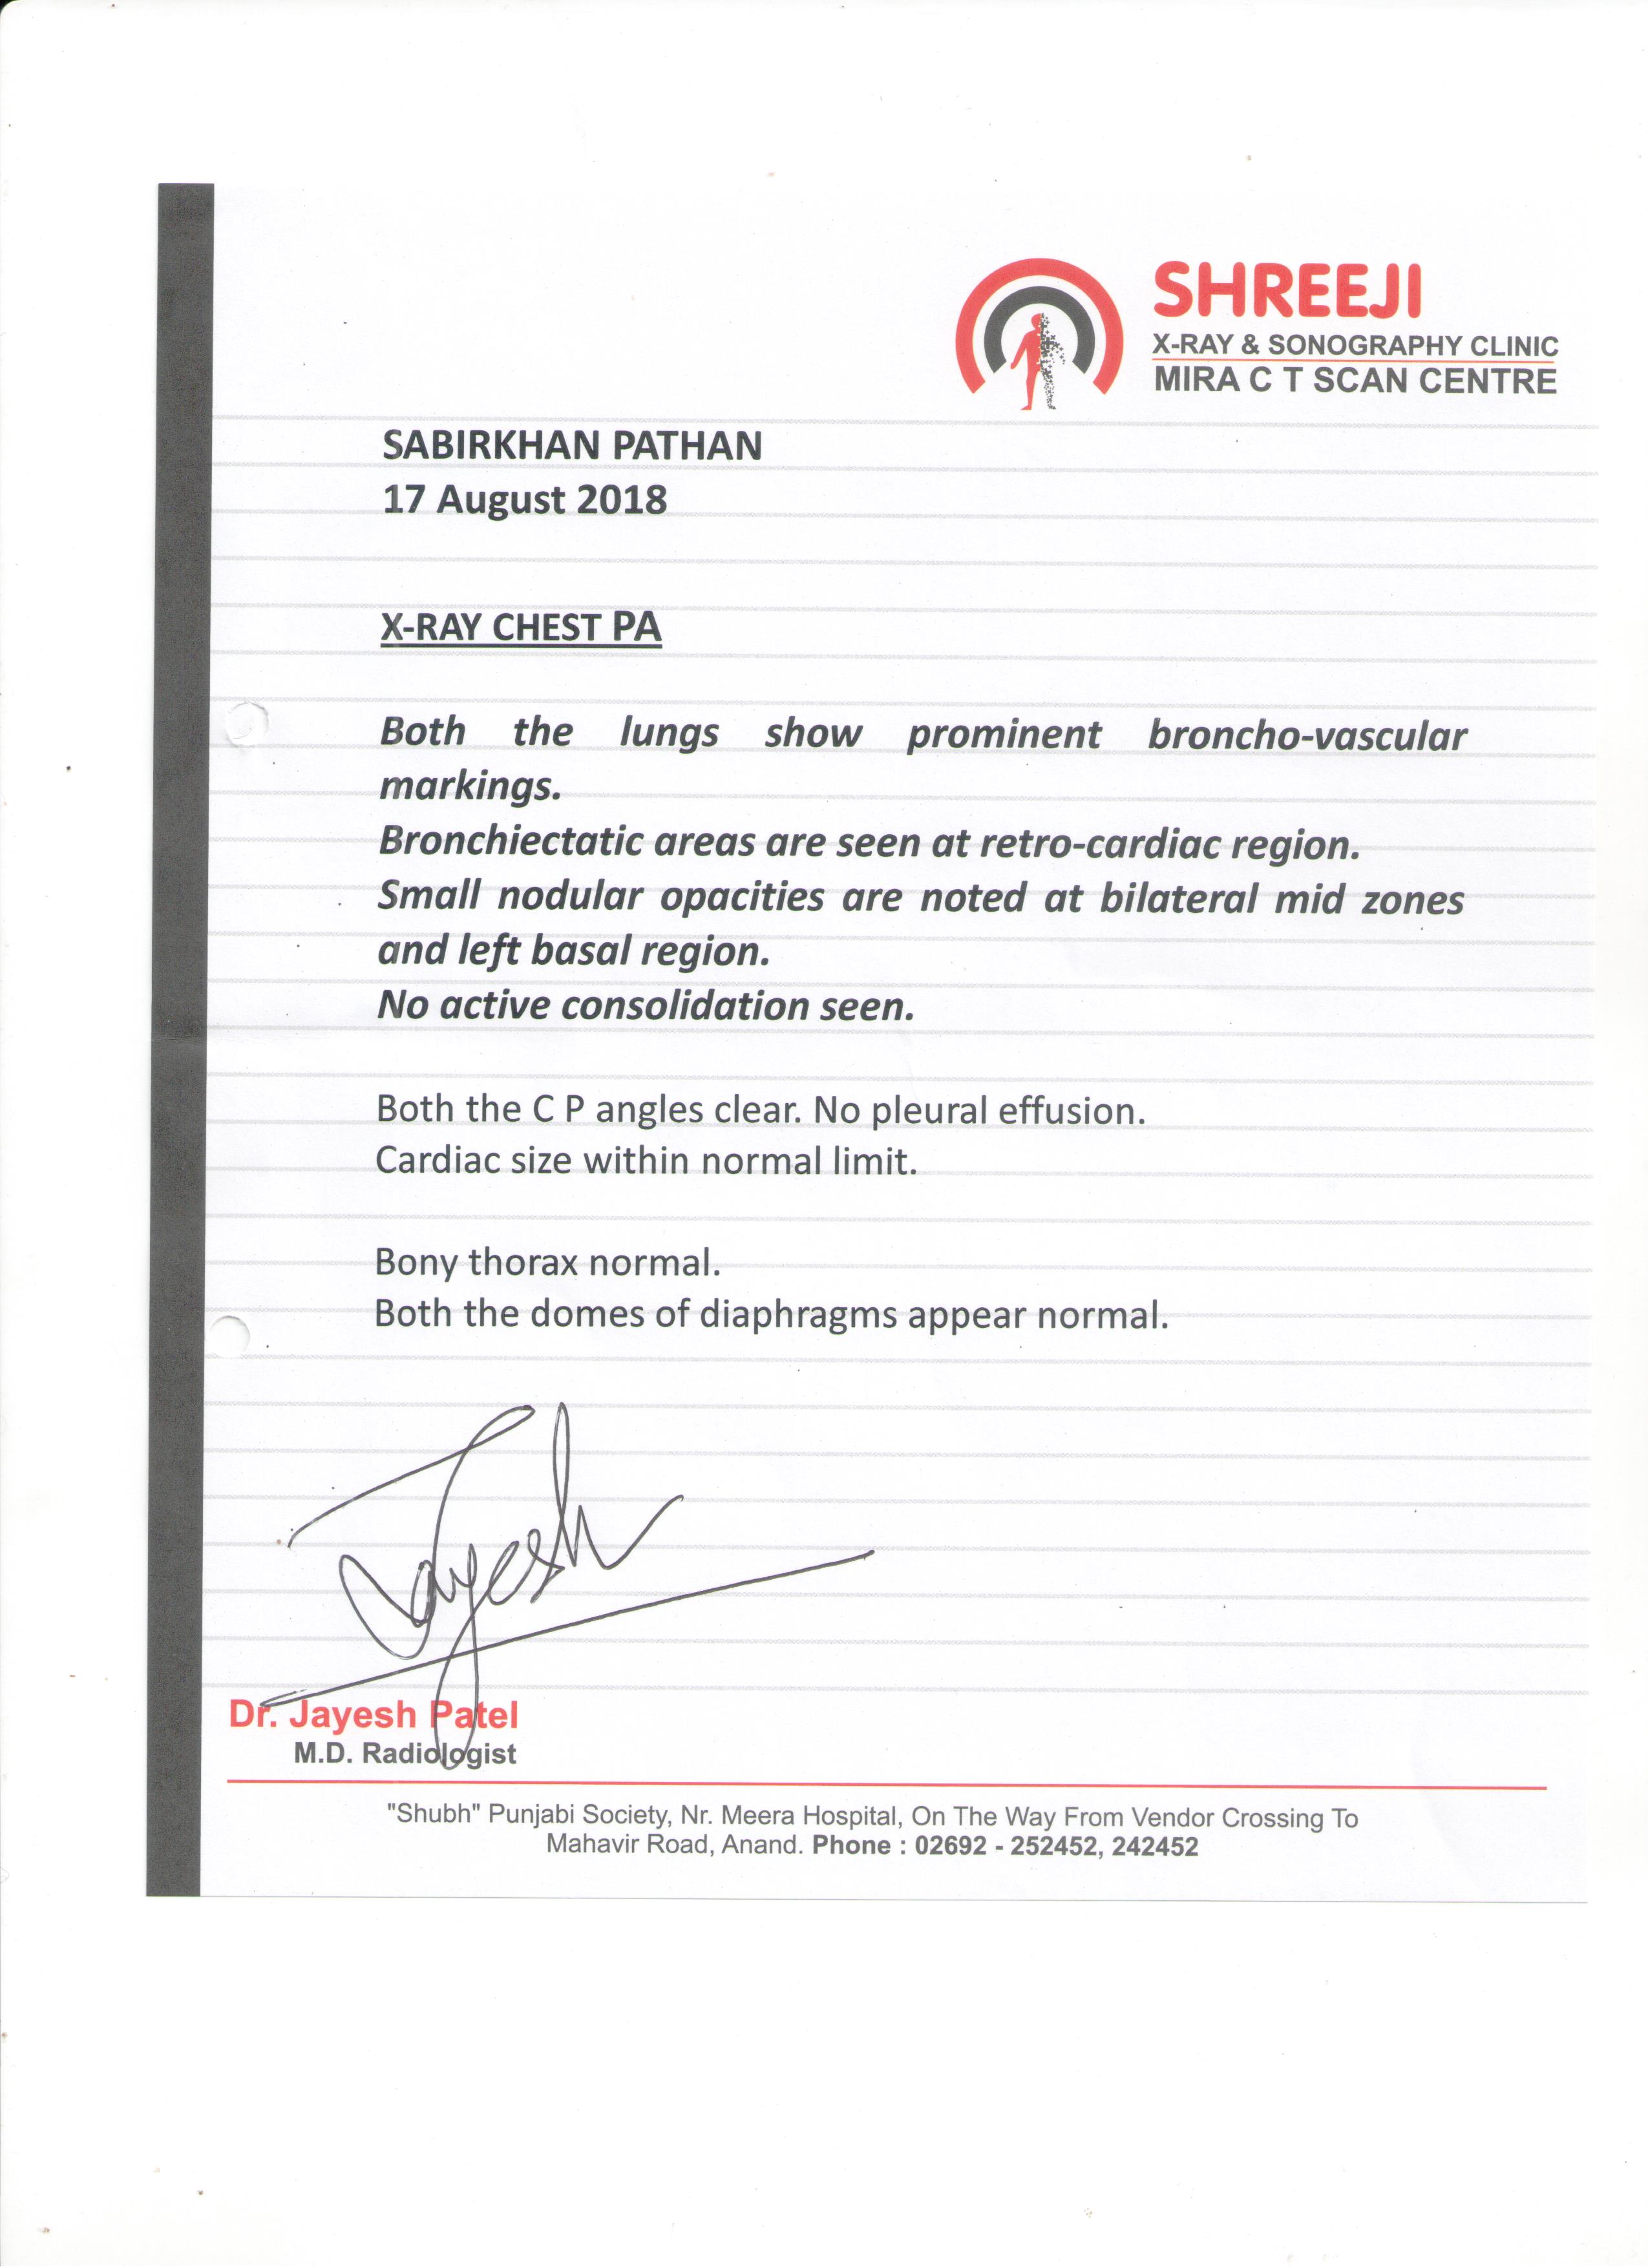 SHREEJI
X-RAY & SONOGRAPHY CLINIC
MIRA C T SCAN CENTRE
SABIRKHAN PATHAN
17 August 2018
X-RAY CHEST PA
Both the lungs show prominent broncho-vascular
markings.
Bronchiectatic areas are seen at retro-cardiac region.
Small nodular opacities are noted at bilateral mid zones
and left basal region.
No active consolidation seen.
Both the C P angles clear. No pleural effusion.
Cardiac size within normal limit.
Bony thorax normal.
Both the domes of diaphragms appear normal.
Jayesh
Dr. Jayesh Patel
M.D. Radiologist
"Shubh" Punjabi Society, Nr. Meera Hospital, On The Way From Vendor Crossing To
Mahavir Road, Anand. Phone : 02692 - 252452, 242452